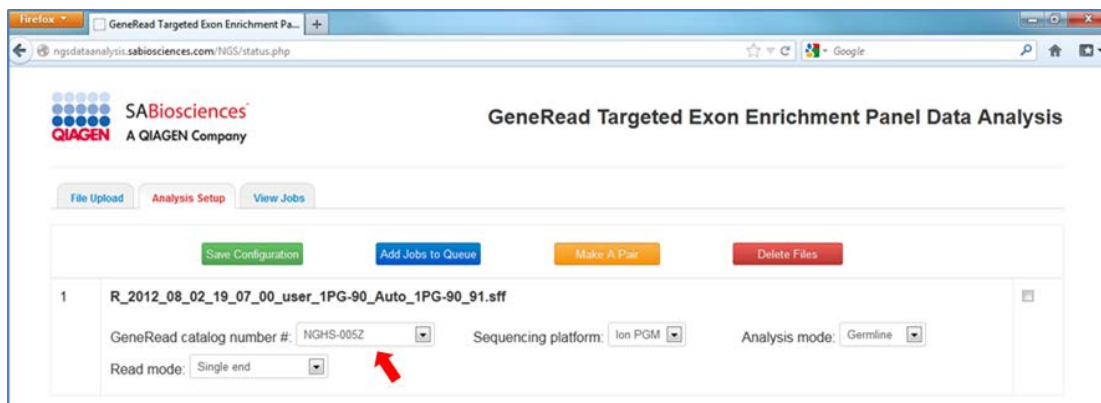 Firefox
GeneRead Targeted Exon Enrichment Pa...
ngsdataanalysis.sabiosciences.com/NGS/status.php
Google
SABiosciences
QIAGEN A QIAGEN Company
GeneRead Targeted Exon Enrichment Panel Data Analysis
File Upload Analysis Setup View Jobs
Save Configuration Add Jobs to Queue Make A Pair Delete Files
1 R_2012_08_02_19_07_00_user_1PG-90_Auto_1PG-90_91.sff
GeneRead catalog number #: NGHS-005Z Sequencing platform: Ion PGM Analysis mode: Germline
Read mode: Single end